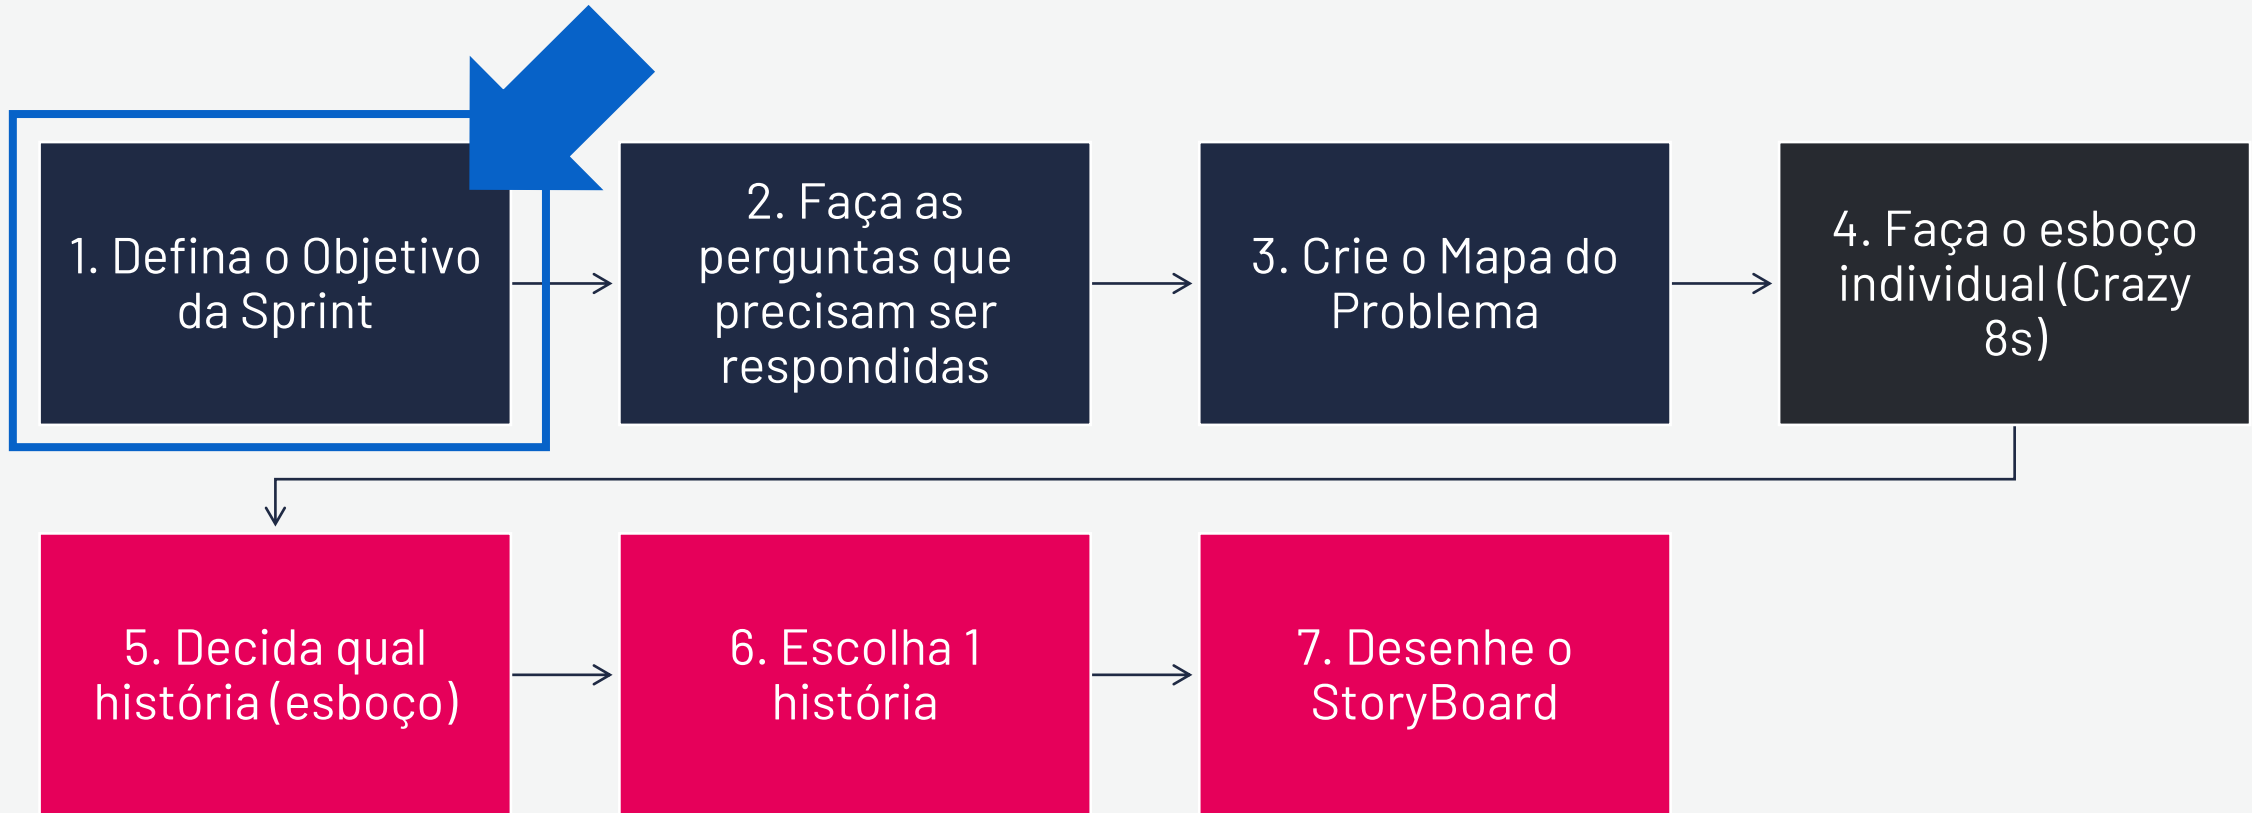 1. Defina o Objetivo
da Sprint
2. Faça as
perguntas que
precisam ser
respondidas
3. Crie o Mapa do
Problema
4. Faça o esboço
individual (Crazy
8s)
5. Decida qual
história (esboço)
6. Escolha 1
história
7. Desenhe o
StoryBoard